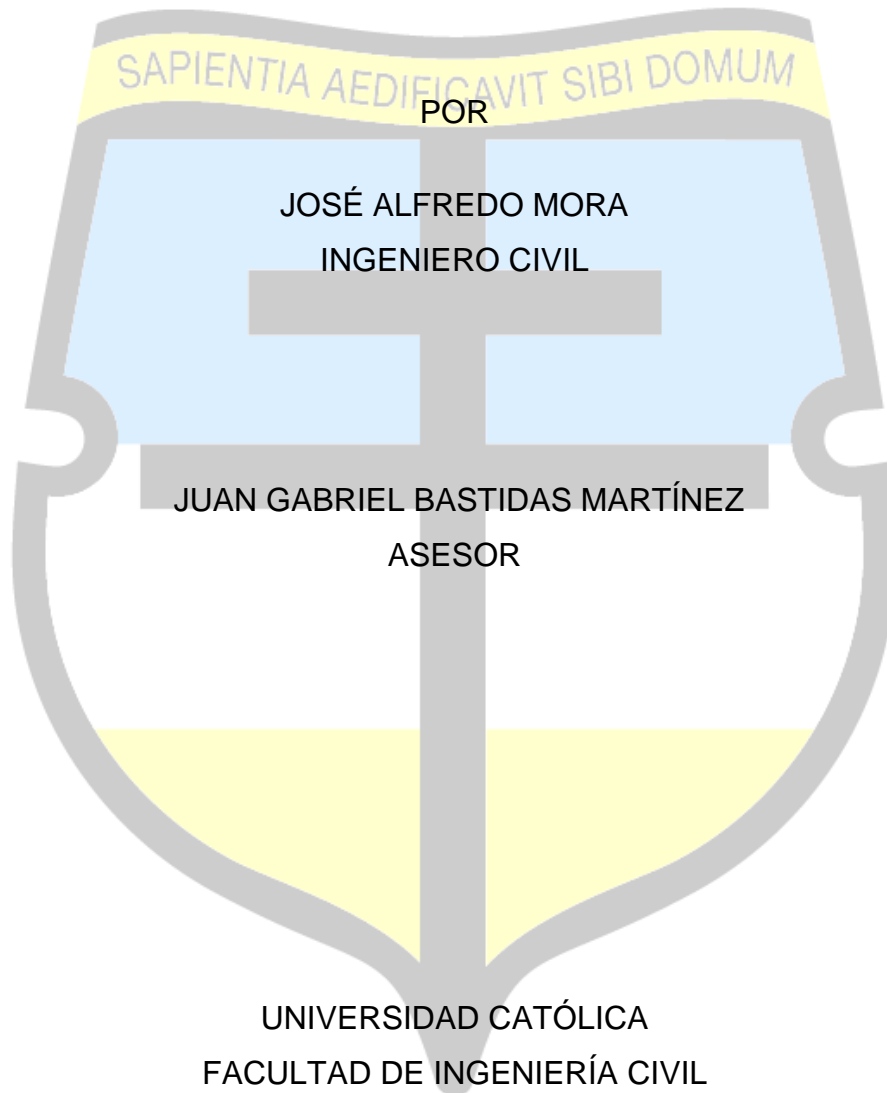 SAPIENTIA AEDIFICAVIT SIBI DOMUM
POR
JOSÉ ALFREDO MORA
INGENIERO CIVIL
JUAN GABRIEL BASTIDAS MARTÍNEZ
ASESOR
UNIVERSIDAD CATÓLICA
FACULTAD DE INGENIERÍA CIVIL